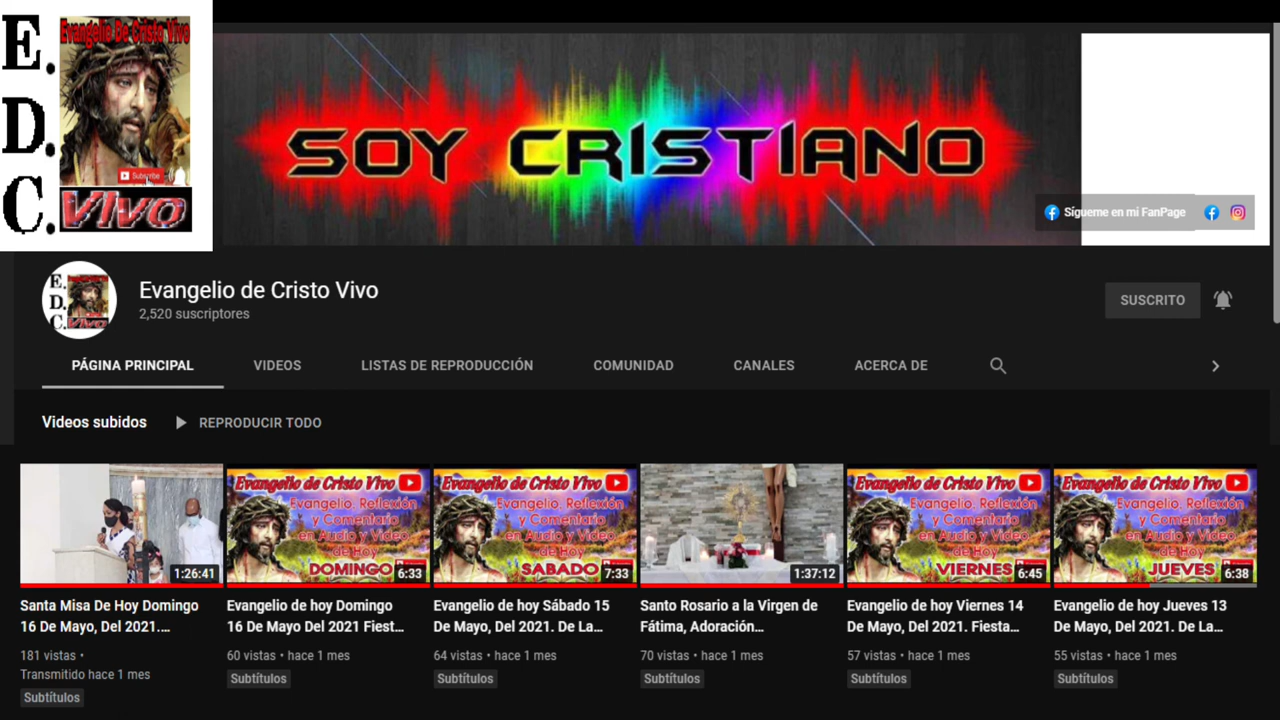 E.
D.
C.
Evangelio De Cristo Vivo
Subscribe
Vivo
SOY CRISTIANO
Sígueme en mi FanPage
E.
D.
C.
Vivo
Evangelio de Cristo Vivo
2,520 suscriptores
SUSCRITO
PÁGINA PRINCIPAL
VIDEOS
LISTAS DE REPRODUCCIÓN
COMUNIDAD
CANALES
ACERCA DE
Videos subidos
REPRODUCIR TODO
1:26:41
Santa Misa De Hoy Domingo
16 De Mayo, Del 2021....
181 vistas •
Transmitido hace 1 mes
Subtítulos
Evangelio de Cristo Vivo
Evangelio, Reflexión
y Comentario
en Audio y Video
de Hoy
DOMINGO
6:33
Evangelio de hoy Domingo
16 De Mayo Del 2021 Fiest...
60 vistas • hace 1 mes
Subtítulos
Evangelio de Cristo Vivo
Evangelio, Reflexión
y Comentario
en Audio y Video
de Hoy
SABADO
7:33
Evangelio de hoy Sábado 15
De Mayo, Del 2021. De La...
64 vistas • hace 1 mes
Subtítulos
1:37:12
Santo Rosario a la Virgen de
Fátima, Adoración...
70 vistas • hace 1 mes
Subtítulos
Evangelio de Cristo Vivo
Evangelio, Reflexión
y Comentario
en Audio y Video
de Hoy
VIERNES
6:45
Evangelio de hoy Viernes 14
De Mayo, Del 2021. Fiesta...
57 vistas • hace 1 mes
Subtítulos
Evangelio de Cristo Vivo
Evangelio, Reflexión
y Comentario
en Audio y Video
de Hoy
JUEVES
6:38
Evangelio de hoy Jueves 13
De Mayo, Del 2021. De La...
55 vistas • hace 1 mes
Subtítulos